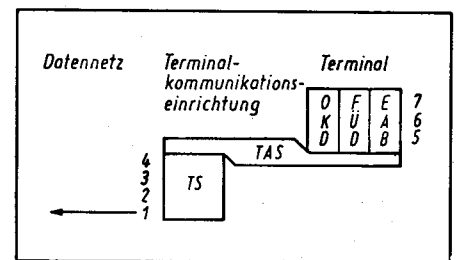 Datennetz
Terminal-
kommunikations-
einrichtung
Terminal
O F E 7
K Ü A 6
D D B 5
TAS
4
3
2
1
TS